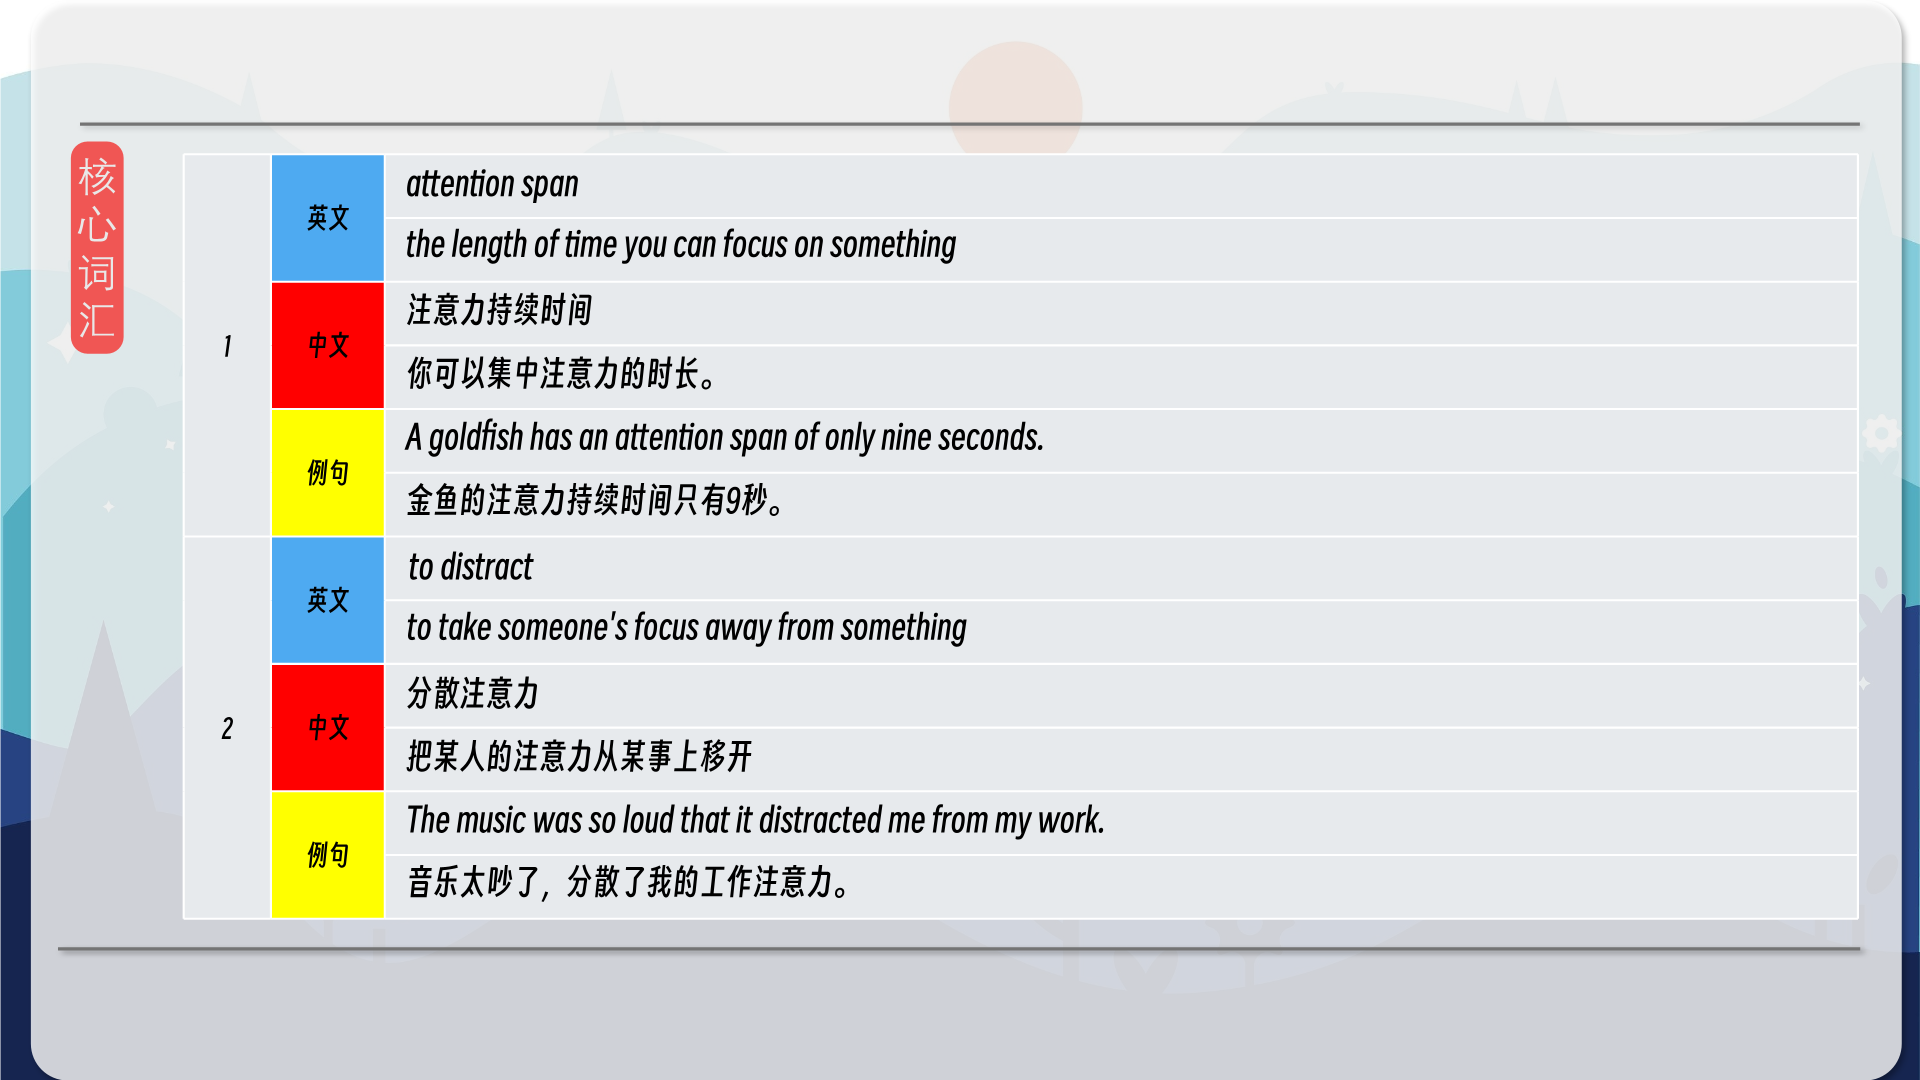 核心词汇
1
英文
attention span
the length of time you can focus on something
中文
注意力持续时间
你可以集中注意力的时长。
例句
A goldfish has an attention span of only nine seconds.
金鱼的注意力持续时间只有9秒。
2
英文
to distract
to take someone's focus away from something
中文
分散注意力
把某人的注意力从某事上移开
例句
The music was so loud that it distracted me from my work.
音乐太吵了，分散了我的工作注意力。